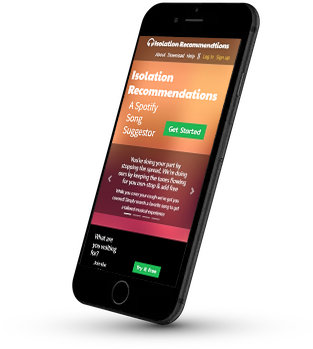 Isolation Recommendations
About Download Help Log in Sign up
Isolation
Recommendations
A Spotify
Song
Suggestor
Get Started
You're doing your part by
stopping the spread. We're doing
ours by keeping the tunes flowing
for you non-stop & add free
While you cover your cough we've got you
covered! Simply search a favorite song to get
a tailored musical experience
What are
you waiting
for?
Join the
Try it Free